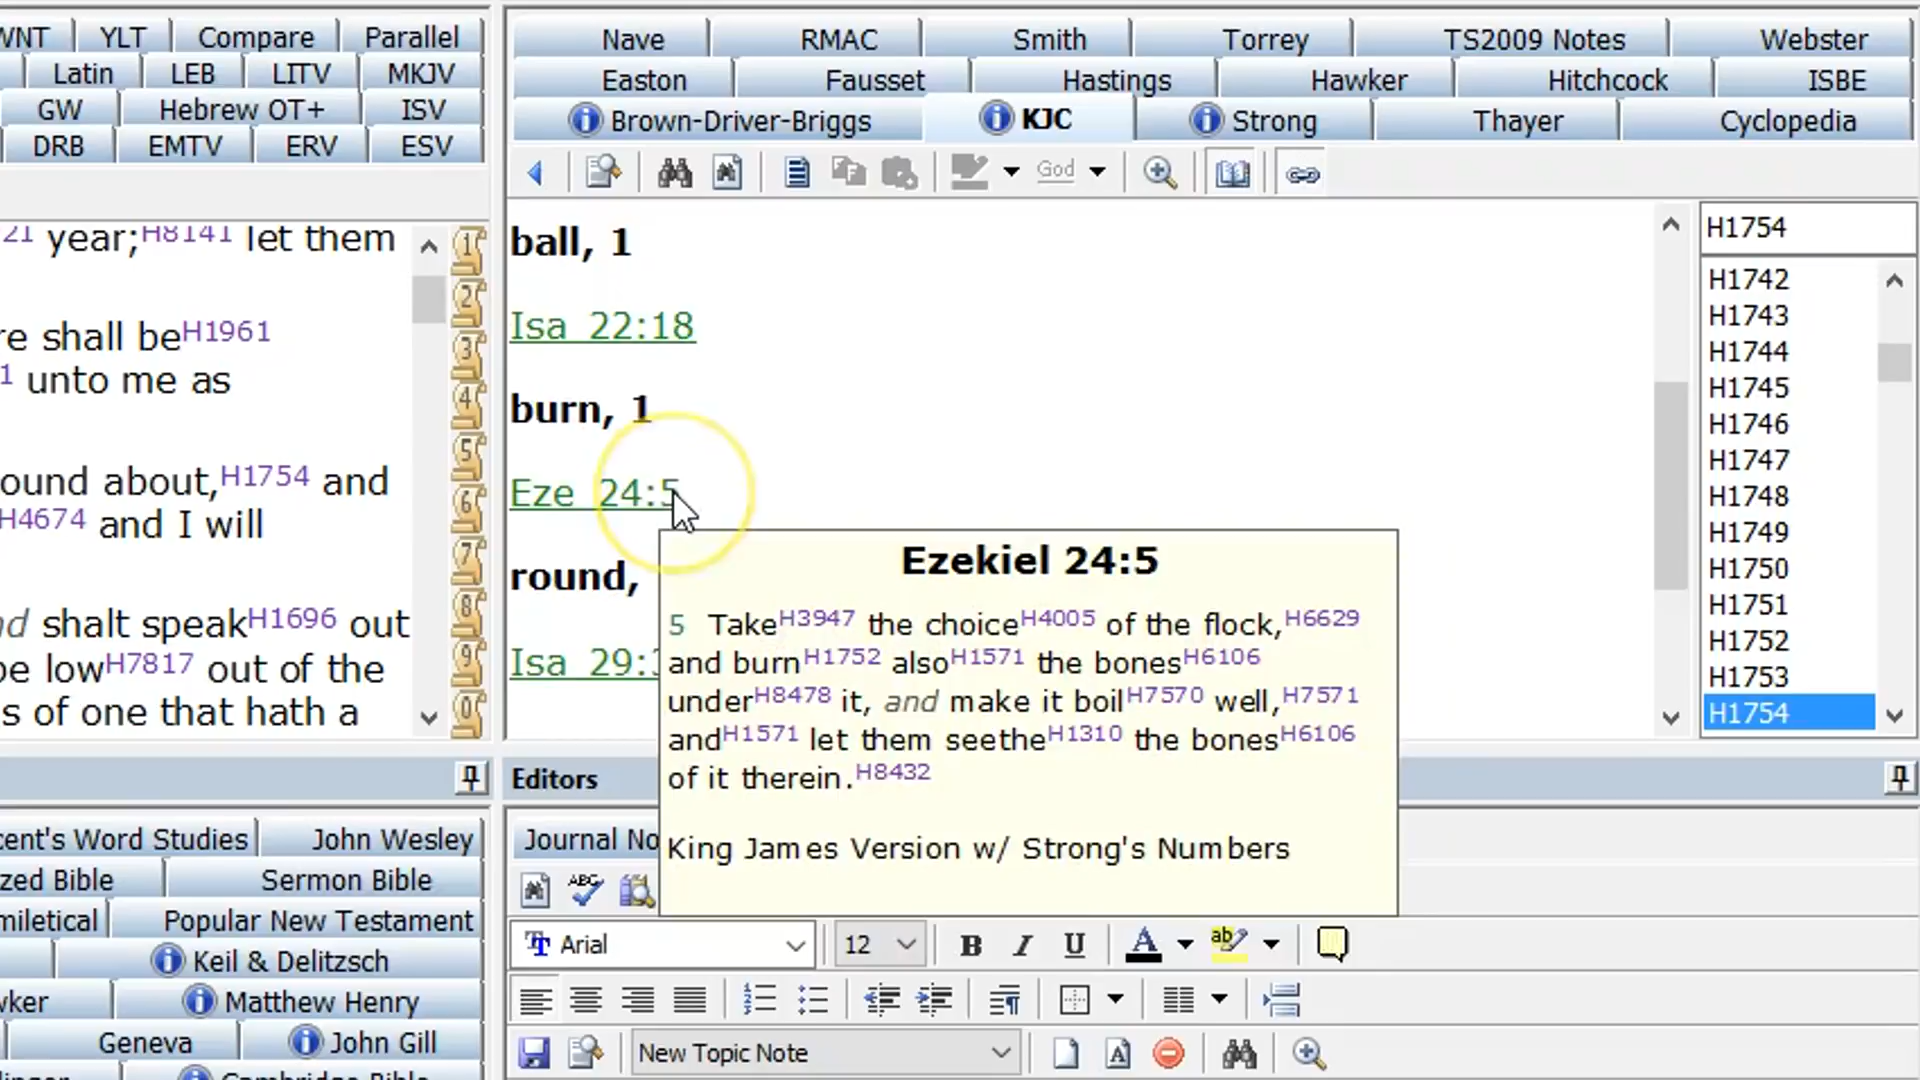 YLT Compare Parallel
Latin LEB LITV MKJV
GW Hebrew OT+ ISV
DRB EMTV ERV ESV
21 year;H8141 let them
re shall beH1961
1 unto me as
ound about,H1754 and
H4674 and I will
d shalt speakH1696 out
be lowH7817 out of the
s of one that hath a
Nave RMAC Smith Torrey TS2009 Notes Webster
Easton Fausset Hastings Hawker Hitchcock ISBE
Brown-Driver-Briggs KJC Strong Thayer Cyclopedia
God
ball, 1
Isa 22:18
burn, 1
Eze 24:5
round,
Isa 29:
Ezekiel 24:5
5 TakeH3947 the choiceH4005 of the flock,H6629
and burnH1752 alsoH1571 the bonesH6106
underH8478 it, and make it boilH7570 well,H7571
andH1571 let them seetheH1310 the bonesH6106
of it therein.H8432
King James Version w/ Strong's Numbers
H1754
H1742
H1743
H1744
H1745
H1746
H1747
H1748
H1749
H1750
H1751
H1752
H1753
H1754
cent's Word Studies John Wesley
zed Bible Sermon Bible
miletical Popular New Testament
Keil & Delitzsch
wker Matthew Henry
Geneva John Gill
Editors
Journal No
ABC
Arial 12 B I U A ab
New Topic Note A